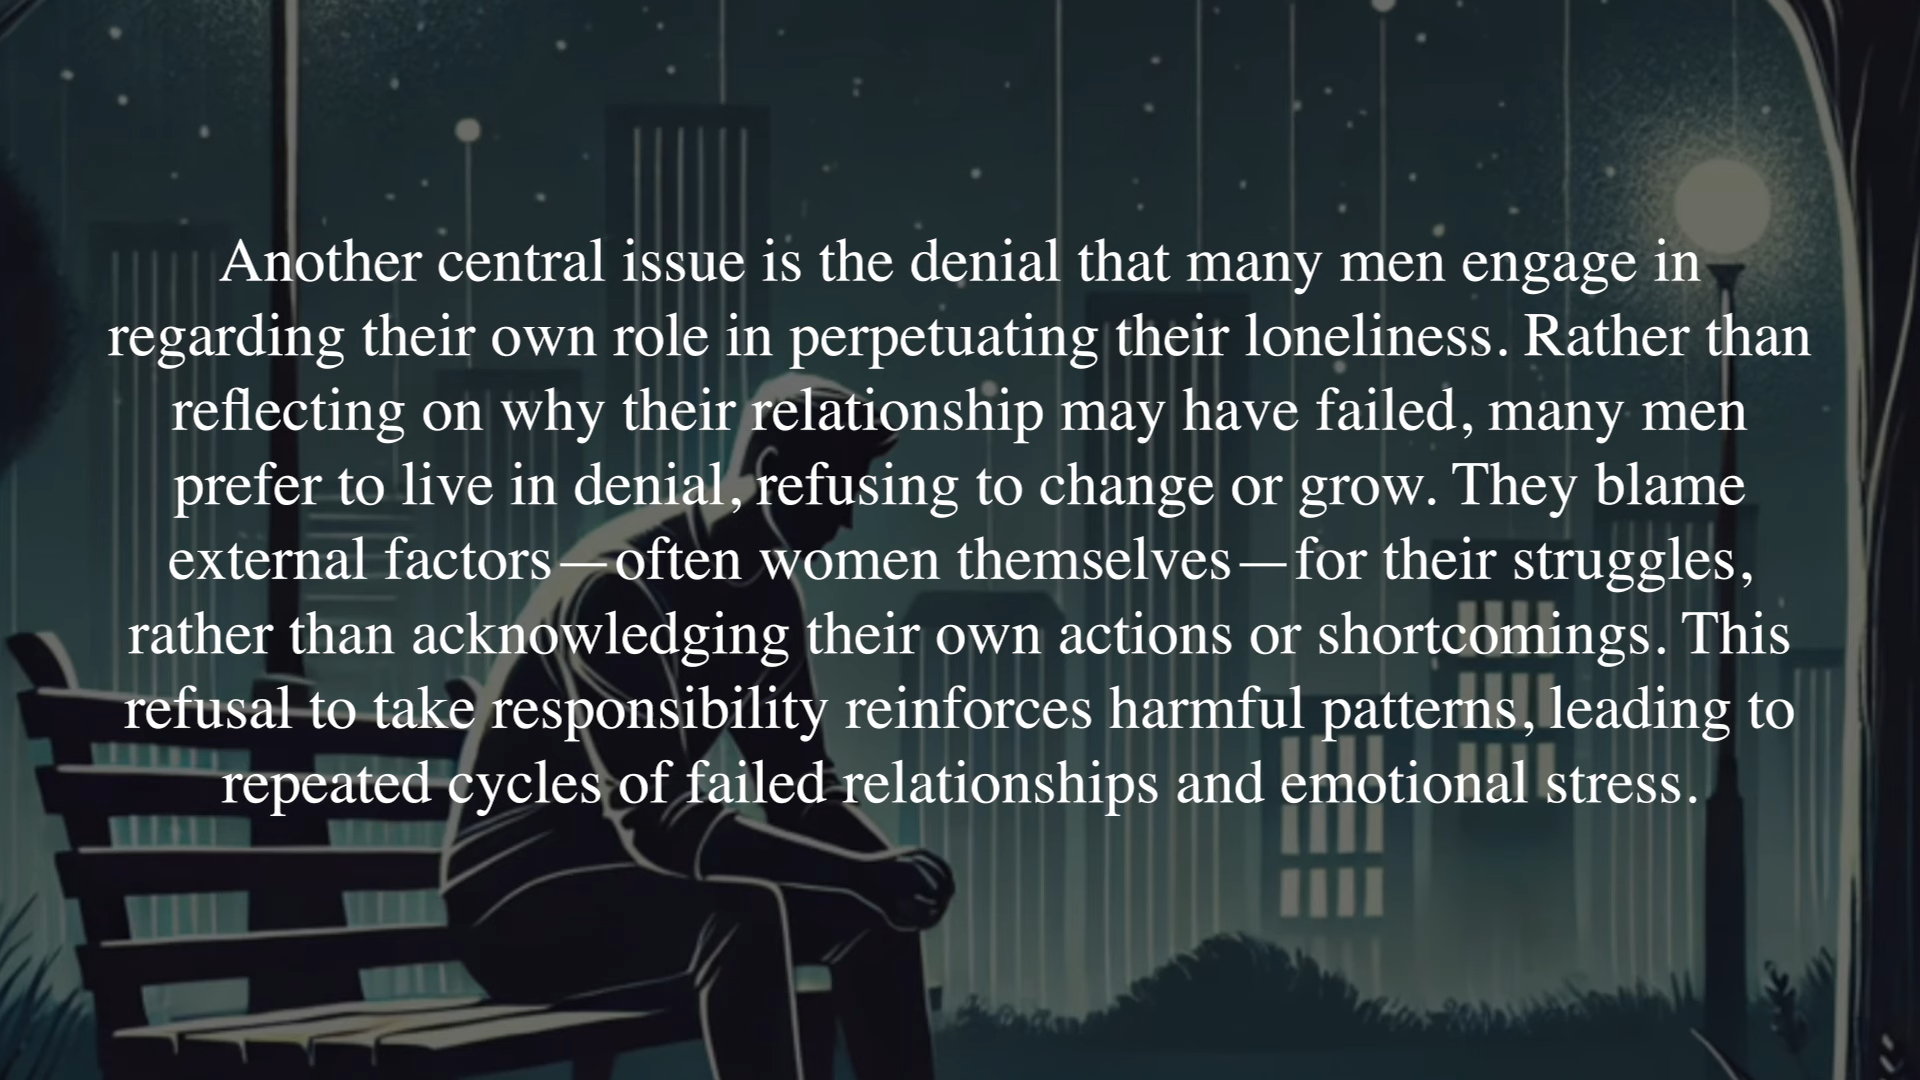 Another central issue is the denial that many men engage in
regarding their own role in perpetuating their loneliness. Rather than
reflecting on why their relationship may have failed, many men
prefer to live in denial, refusing to change or grow. They blame
external factors—often women themselves—for their struggles,
rather than acknowledging their own actions or shortcomings. This
refusal to take responsibility reinforces harmful patterns, leading to
repeated cycles of failed relationships and emotional stress.